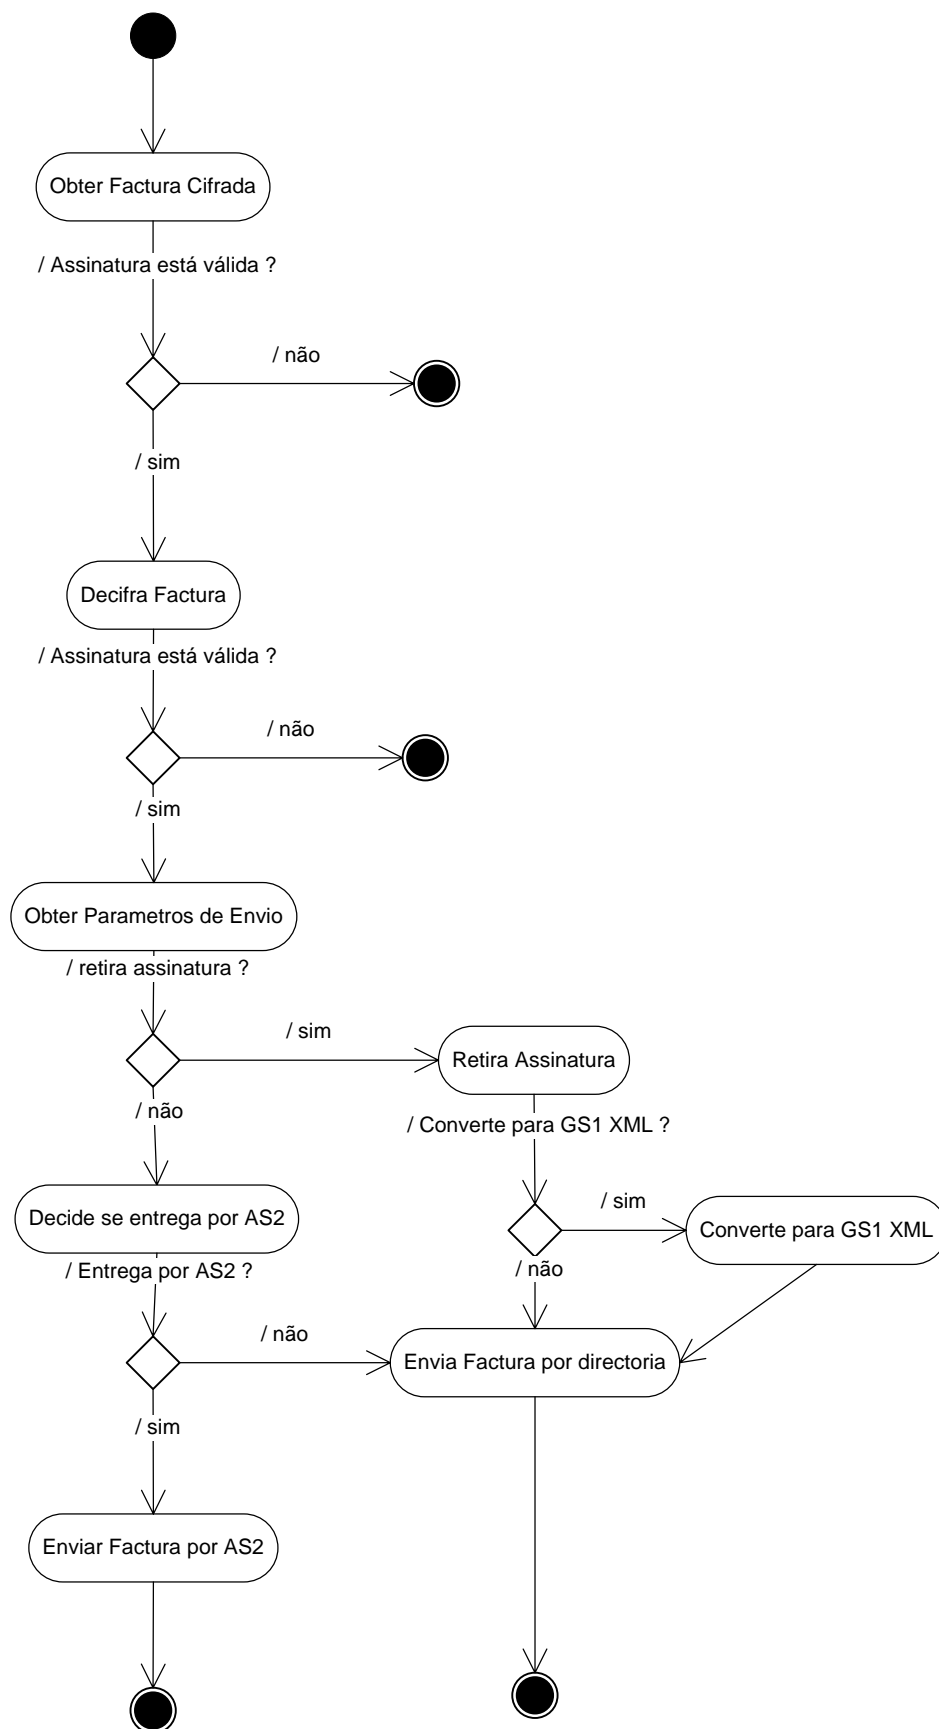 Obter Factura Cifrada
/ Assinatura está válida ?
/ não
/ sim
Decifra Factura
/ Assinatura está válida ?
/ não
/ sim
Obter Parametros de Envio
/ retira assinatura ?
/ sim
Retira Assinatura
/ não
/ Converte para GS1 XML ?
/ sim
Decide se entrega por AS2
Converte para GS1 XML
/ Entrega por AS2 ?
/ não
/ não
Envia Factura por directoria
/ sim
Enviar Factura por AS2